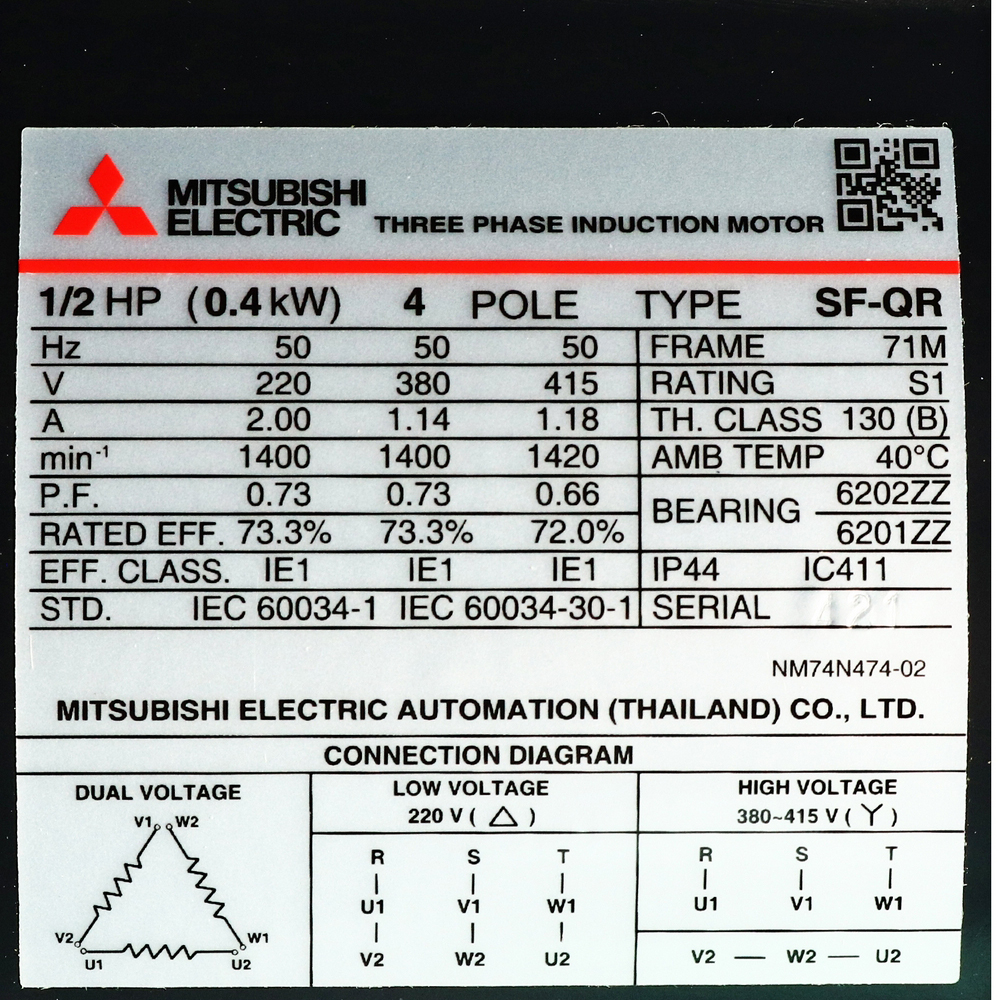 MITSUBISHI
ELECTRIC THREE PHASE INDUCTION MOTOR
1/2 HP (0.4 kW) 4 POLE TYPE SF-QR
Hz 50 50 50 FRAME 71M
V 220 380 415 RATING S1
A 2.00 1.14 1.18 TH. CLASS 130 (B)
min-1 1400 1400 1420 AMB TEMP 40°C
P.F. 0.73 0.73 0.66 BEARING 6202ZZ
RATED EFF. 73.3% 73.3% 72.0% 6201ZZ
EFF. CLASS. IE1 IE1 IE1 IP44 IC411
STD. IEC 60034-1 IEC 60034-30-1 SERIAL
NM74N474-02
MITSUBISHI ELECTRIC AUTOMATION (THAILAND) CO., LTD.
CONNECTION DIAGRAM
DUAL VOLTAGE
V1 W2
V2 W1
U1 U2
LOW VOLTAGE
220 V ( △ )
R S T
U1 V1 W1
V2 W2 U2
HIGH VOLTAGE
380~415 V ( Y )
R S T
U1 V1 W1
V2 — W2 — U2